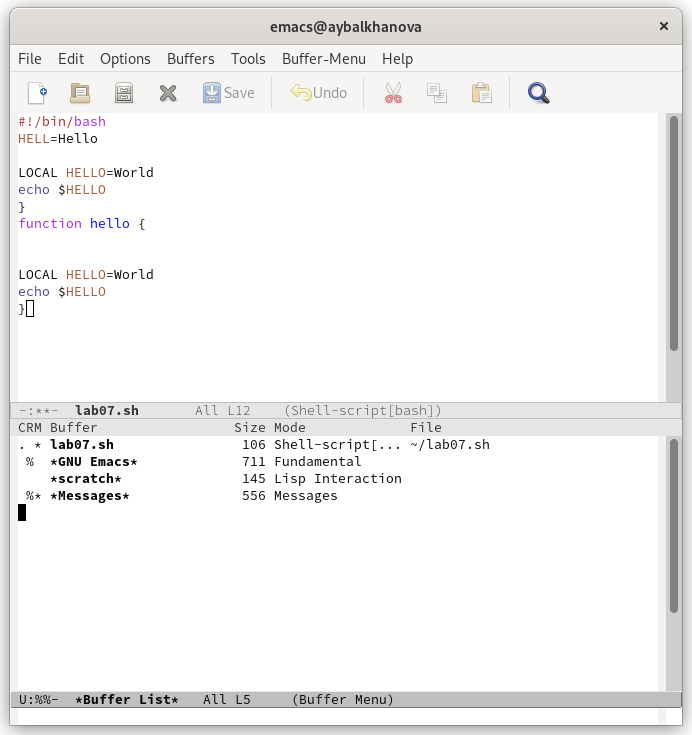 emacs@aybalkhanova ×
File Edit Options Buffers Tools Buffer-Menu Help
Save Undo
#!/bin/bash
HELL=Hello
LOCAL HELLO=World
echo $HELLO
}
function hello {
LOCAL HELLO=World
echo $HELLO
}
-:**- lab07.sh All L12 (Shell-script[bash])
CRM Buffer Size Mode File
. * lab07.sh 106 Shell-script[... ~/lab07.sh
% *GNU Emacs* 711 Fundamental
*scratch* 145 Lisp Interaction
%* *Messages* 556 Messages
U:%%- *Buffer List* All L5 (Buffer Menu)